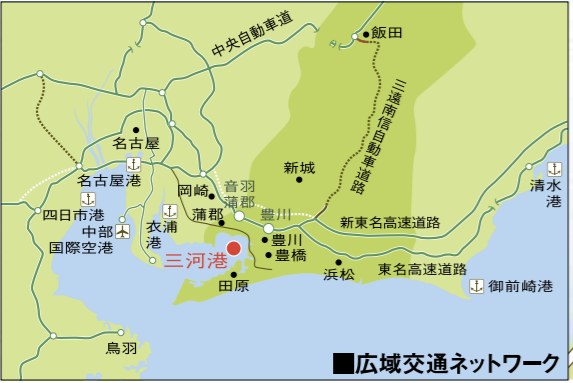 中央自動車道
飯田
三遠南信自動車道路
名古屋
名古屋港
新城
清水
港
岡崎
音羽
蒲郡
四日市港
衣浦
港
蒲郡
豊川
新東名高速道路
中部
国際空港
豊川
豊橋
三河港
田原
浜松
東名高速道路
御前崎港
鳥羽
■広域交通ネットワーク